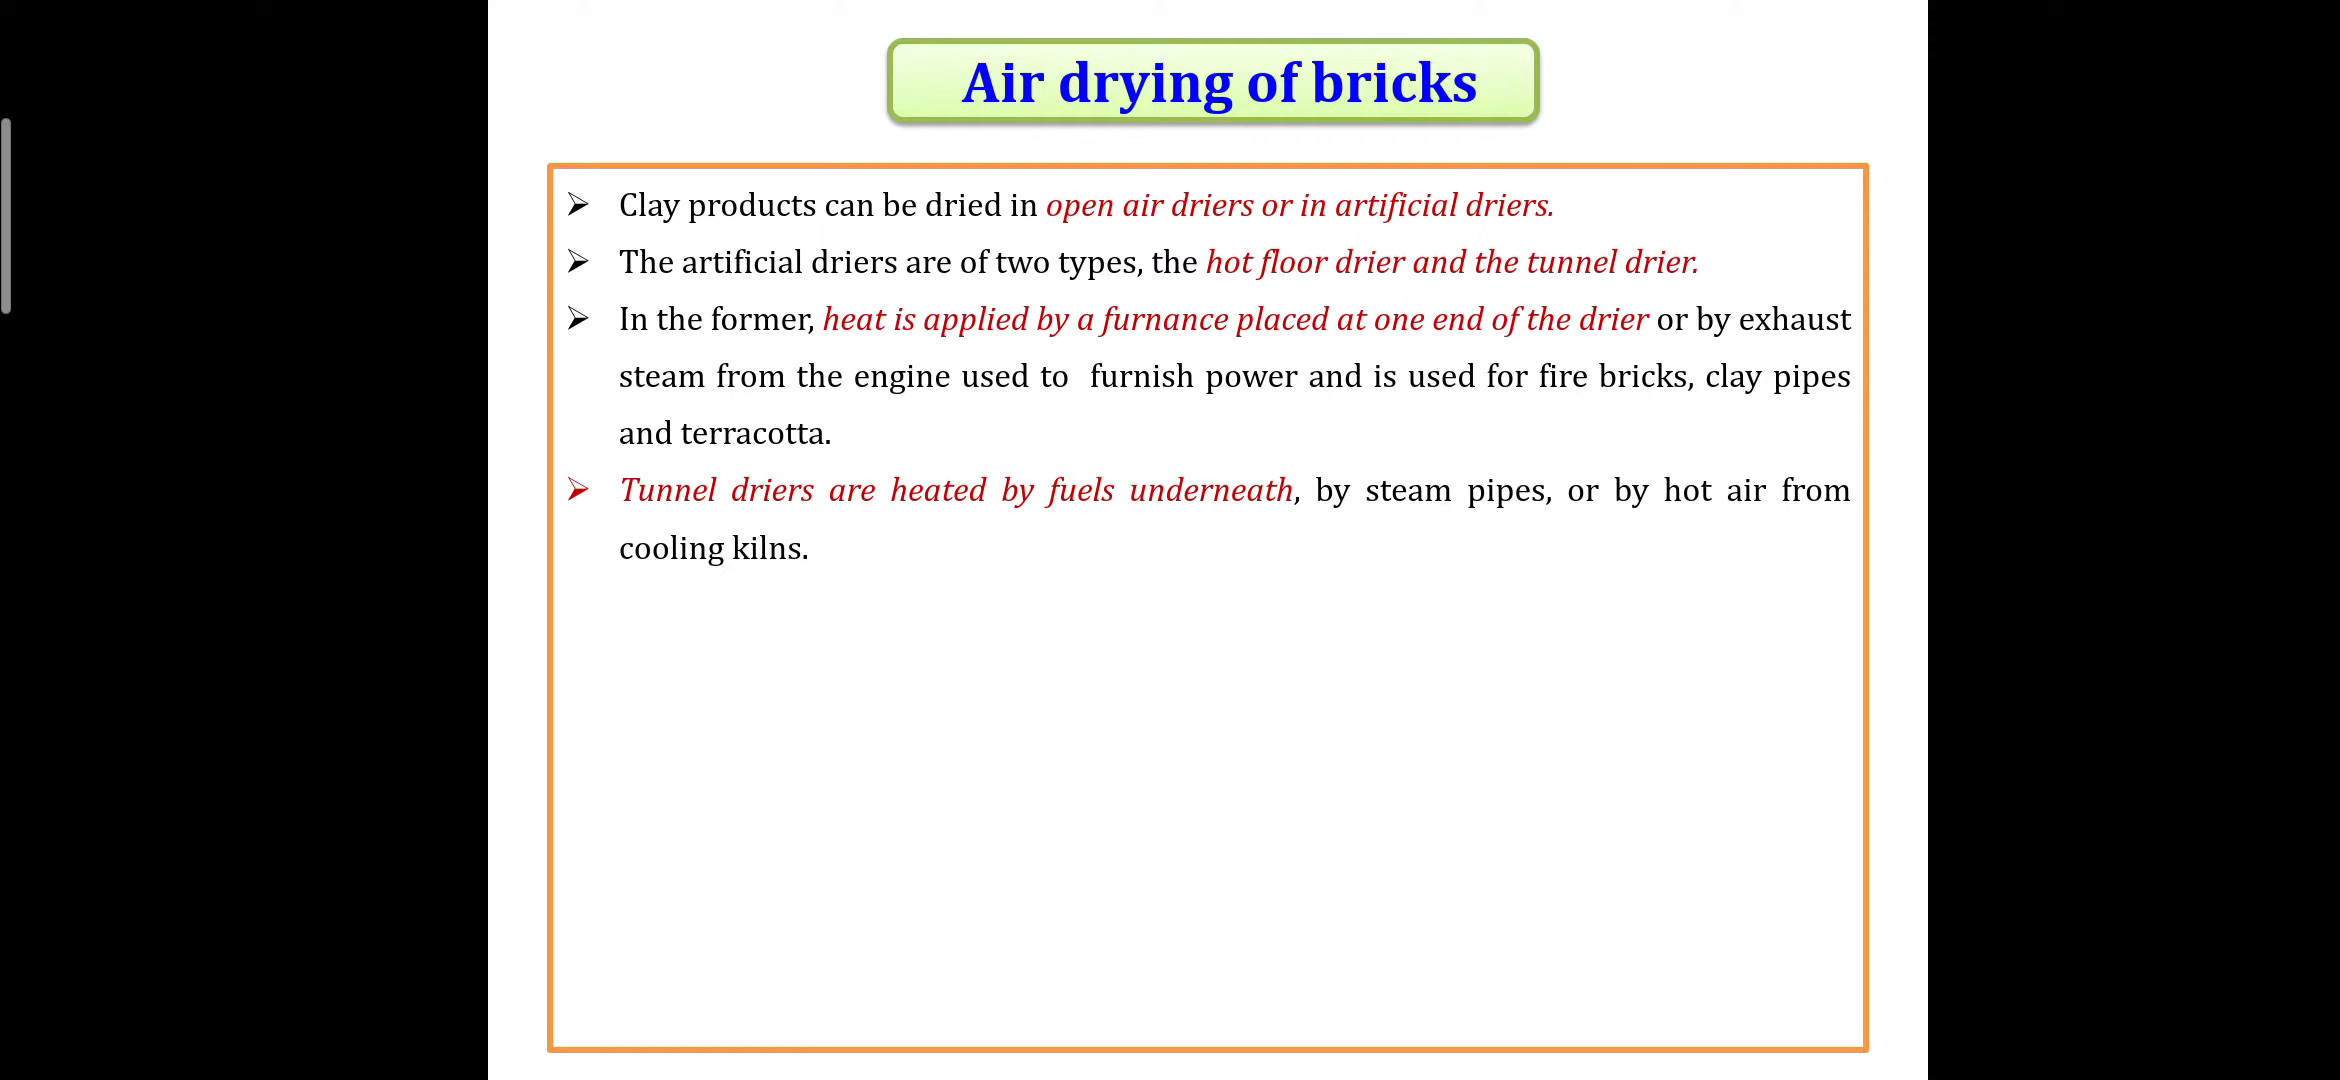 Air drying of bricks
➢ Clay products can be dried in open air driers or in artificial driers.
➢ The artificial driers are of two types, the hot floor drier and the tunnel drier.
➢ In the former, heat is applied by a furnance placed at one end of the drier or by exhaust
steam from the engine used to furnish power and is used for fire bricks, clay pipes
and terracotta.
➢ Tunnel driers are heated by fuels underneath, by steam pipes, or by hot air from
cooling kilns.